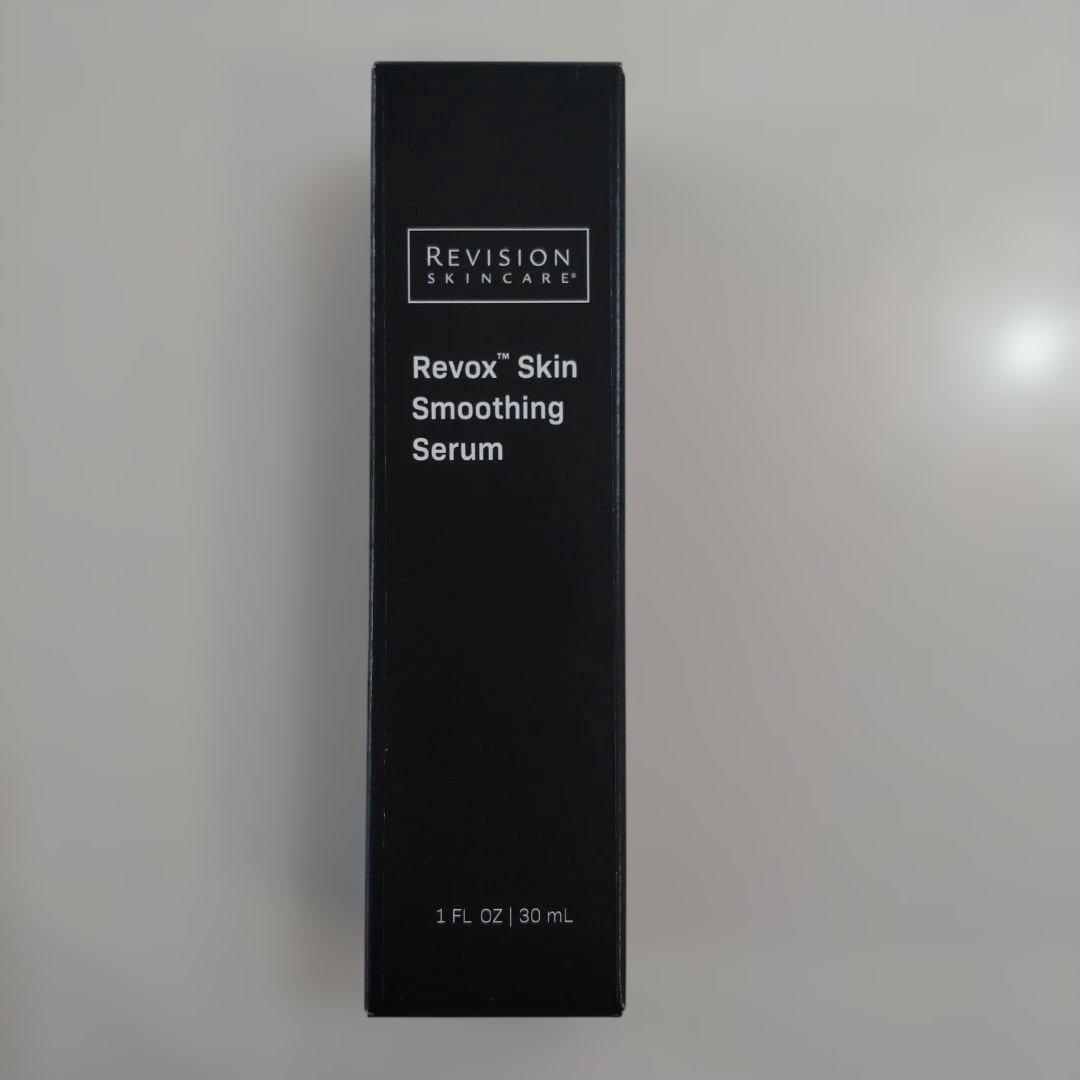 REVISION
SKINCARE®
Revox™ Skin
Smoothing
Serum
1 FL OZ | 30 mL